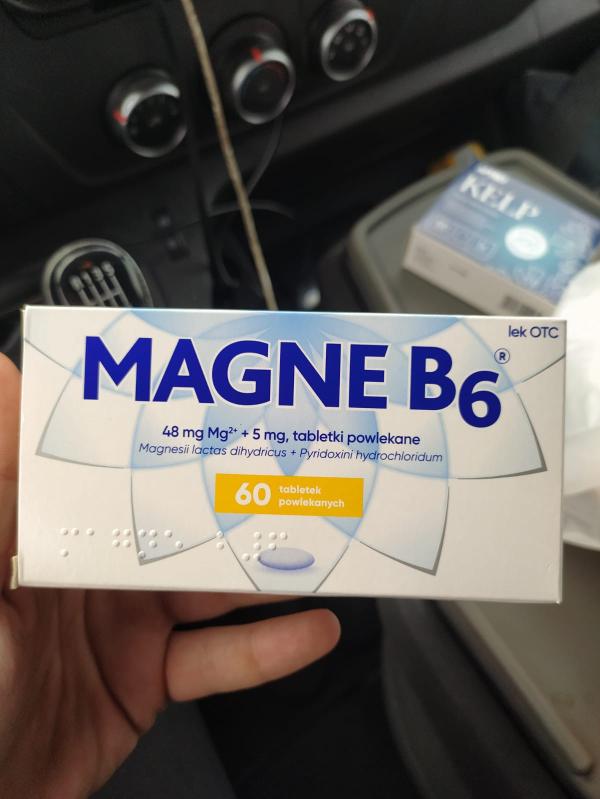 KELP
lek OTC
MAGNE B6®
48 mg Mg²⁺ + 5 mg, tabletki powlekane
Magnesii lactas dihydricus + Pyridoxini hydrochloridum
60 tabletek
powlekanych